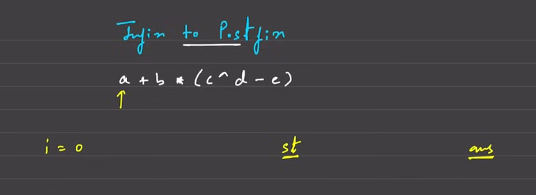 Infix to Postfix
a + b * (c ^ d - e)
↑
i = 0 st ans